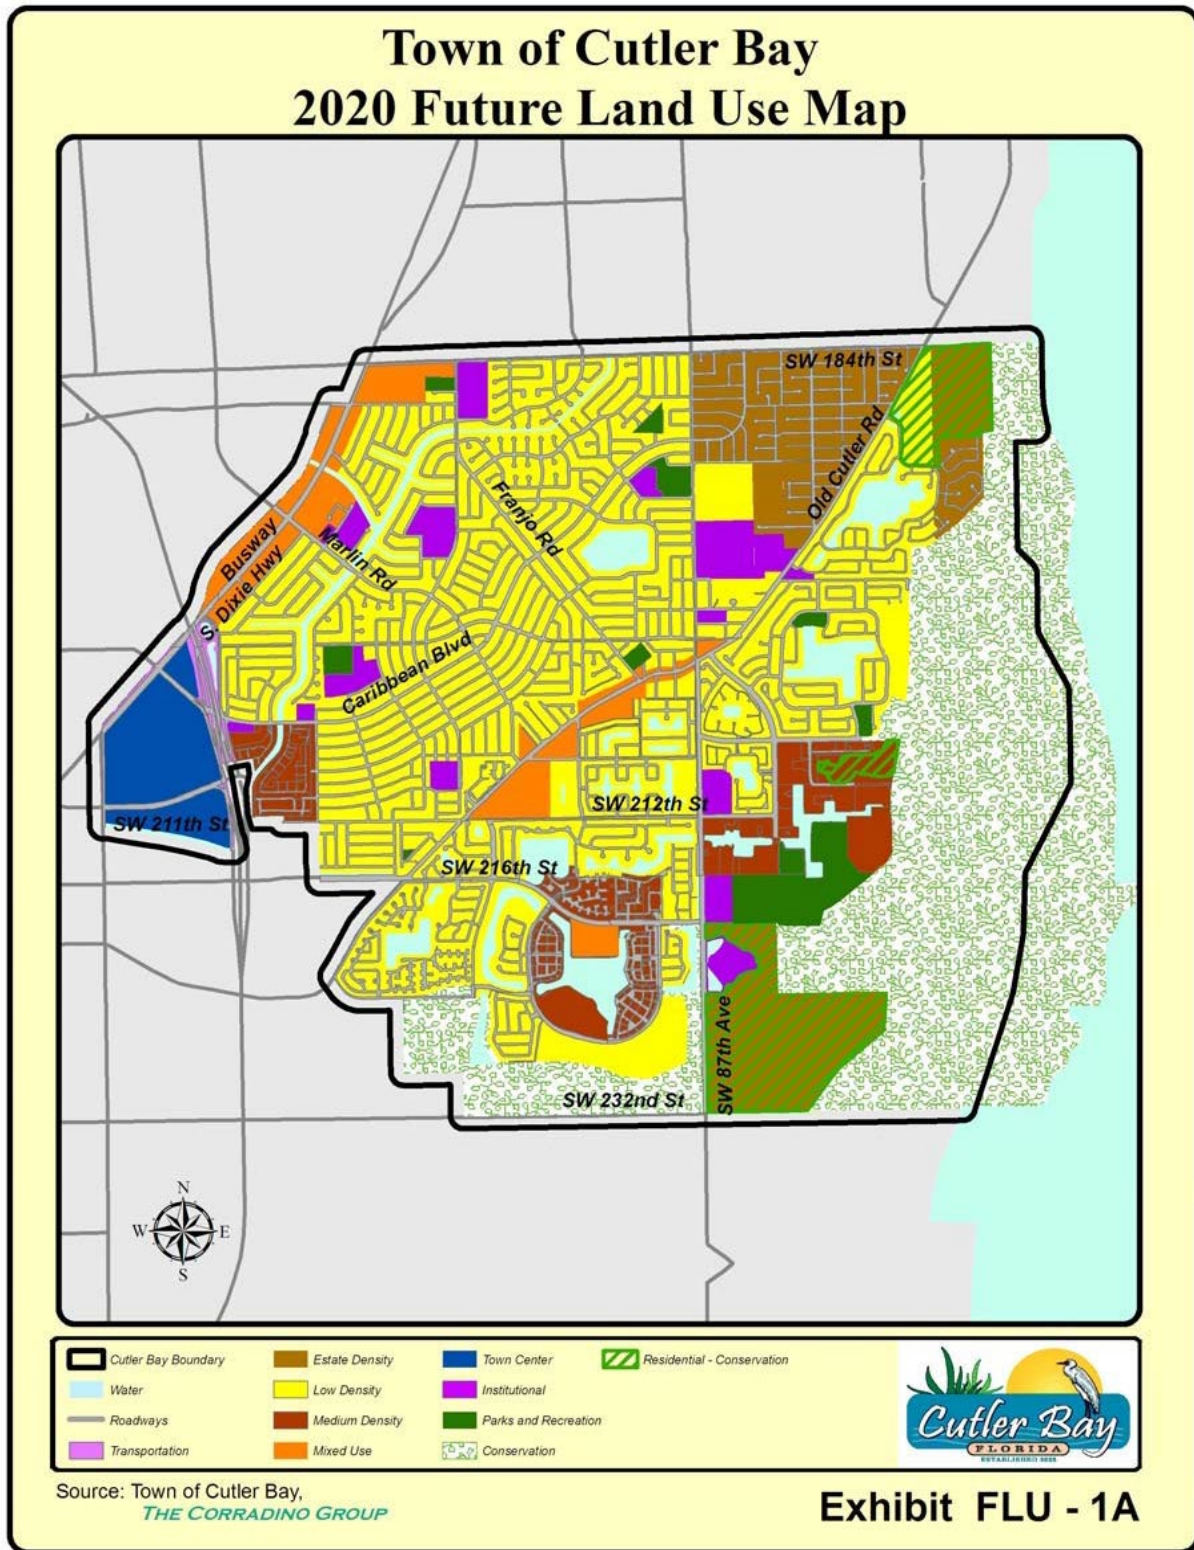 Town of Cutler Bay
2020 Future Land Use Map
SW 184th St
Old Cutler Rd
Franjo Rd
Busway
S. Dixie Hwy
Marlin Rd
Caribbean Blvd
SW 212th St
SW 211th St
SW 216th St
SW 87th Ave
SW 232nd St
N
W
E
S
Cutler Bay Boundary
Estate Density
Town Center
Residential - Conservation
Water
Low Density
Institutional
Roadways
Medium Density
Parks and Recreation
Transportation
Mixed Use
Conservation
Cutler Bay
FLORIDA
Source: Town of Cutler Bay,
THE CORRADINO GROUP
Exhibit FLU - 1A